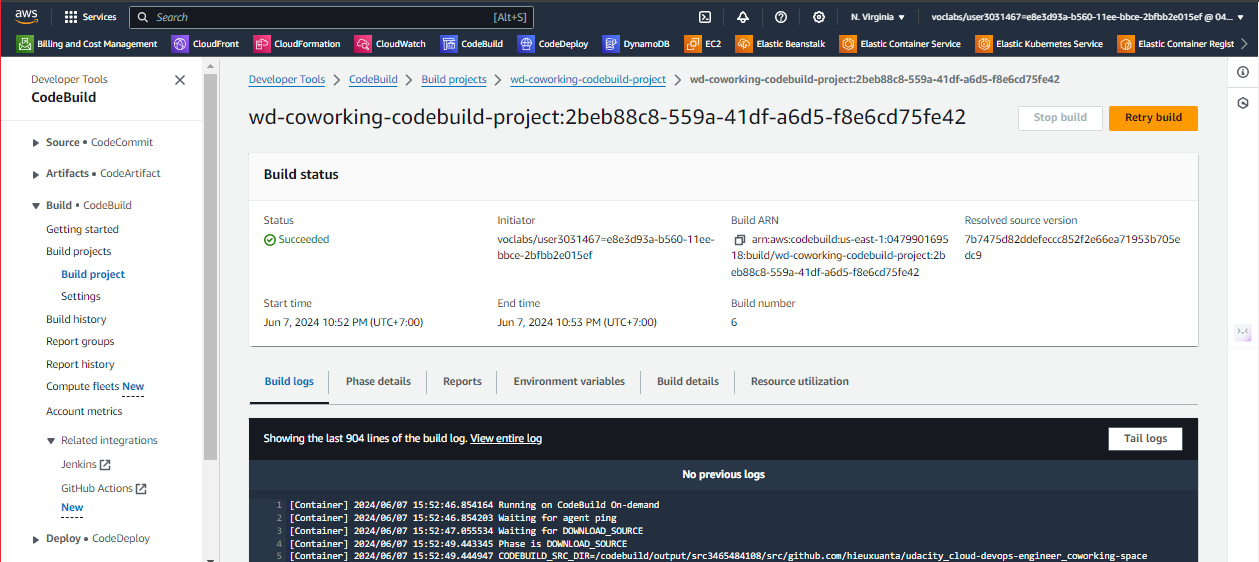 aws
Services
Search
[Alt+S]
N. Virginia
voclabs/user3031467=e8e3d93a-b560-11ee-bbce-2bfbb2e015ef @ 04...
Billing and Cost Management
CloudFront
CloudFormation
CloudWatch
CodeBuild
CodeDeploy
DynamoDB
EC2
Elastic Beanstalk
Elastic Container Service
Elastic Kubernetes Service
Elastic Container Regist
Developer Tools
CodeBuild
Source • CodeCommit
Artifacts • CodeArtifact
Build • CodeBuild
Getting started
Build projects
Build project
Settings
Build history
Report groups
Report history
Compute fleets New
Account metrics
Related integrations
Jenkins
GitHub Actions
New
Deploy • CodeDeploy
Developer Tools
CodeBuild
Build projects
wd-coworking-codebuild-project
wd-coworking-codebuild-project:2beb88c8-559a-41df-a6d5-f8e6cd75fe42
wd-coworking-codebuild-project:2beb88c8-559a-41df-a6d5-f8e6cd75fe42
Stop build
Retry build
Build status
Status
Succeeded
Initiator
voclabs/user3031467=e8e3d93a-b560-11ee-
bbce-2bfbb2e015ef
Build ARN
arn:aws:codebuild:us-east-1:0479901695
18:build/wd-coworking-codebuild-project:2b
eb88c8-559a-41df-a6d5-f8e6cd75fe42
Resolved source version
7b7475d82ddefeccc852f2e66ea71953b705e
dc9
Start time
Jun 7, 2024 10:52 PM (UTC+7:00)
End time
Jun 7, 2024 10:53 PM (UTC+7:00)
Build number
6
Build logs
Phase details
Reports
Environment variables
Build details
Resource utilization
Showing the last 904 lines of the build log. View entire log
Tail logs
No previous logs
1 [Container] 2024/06/07 15:52:46.854164 Running on CodeBuild On-demand
2 [Container] 2024/06/07 15:52:46.854203 Waiting for agent ping
3 [Container] 2024/06/07 15:52:47.055534 Waiting for DOWNLOAD_SOURCE
4 [Container] 2024/06/07 15:52:49.443345 Phase is DOWNLOAD_SOURCE
5 [Container] 2024/06/07 15:52:49.444947 CODEBUILD_SRC_DIR=/codebuild/output/src3465484108/src/github.com/hieuxuanta/udacity_cloud-devops-engineer_coworking-space